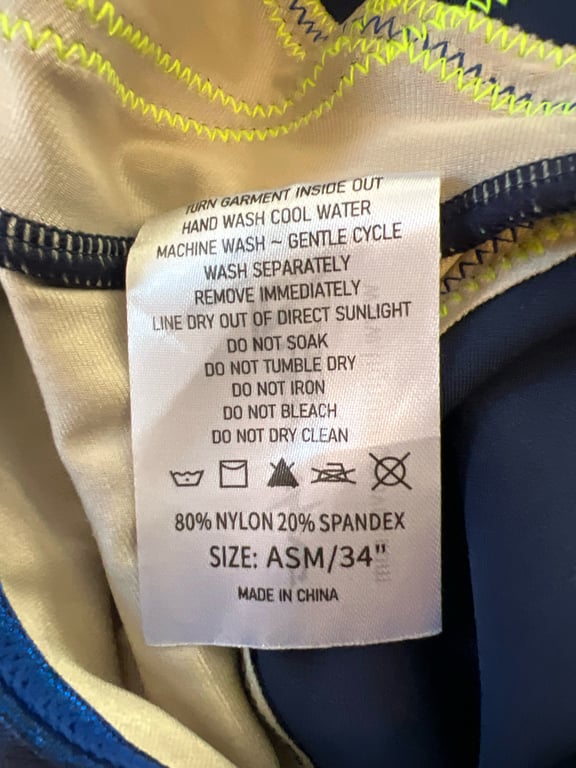 TURN GARMENT INSIDE OUT
HAND WASH COOL WATER
MACHINE WASH ~ GENTLE CYCLE
WASH SEPARATELY
REMOVE IMMEDIATELY
LINE DRY OUT OF DIRECT SUNLIGHT
DO NOT SOAK
DO NOT TUMBLE DRY
DO NOT IRON
DO NOT BLEACH
DO NOT DRY CLEAN
80% NYLON 20% SPANDEX
SIZE: ASM/34"
MADE IN CHINA